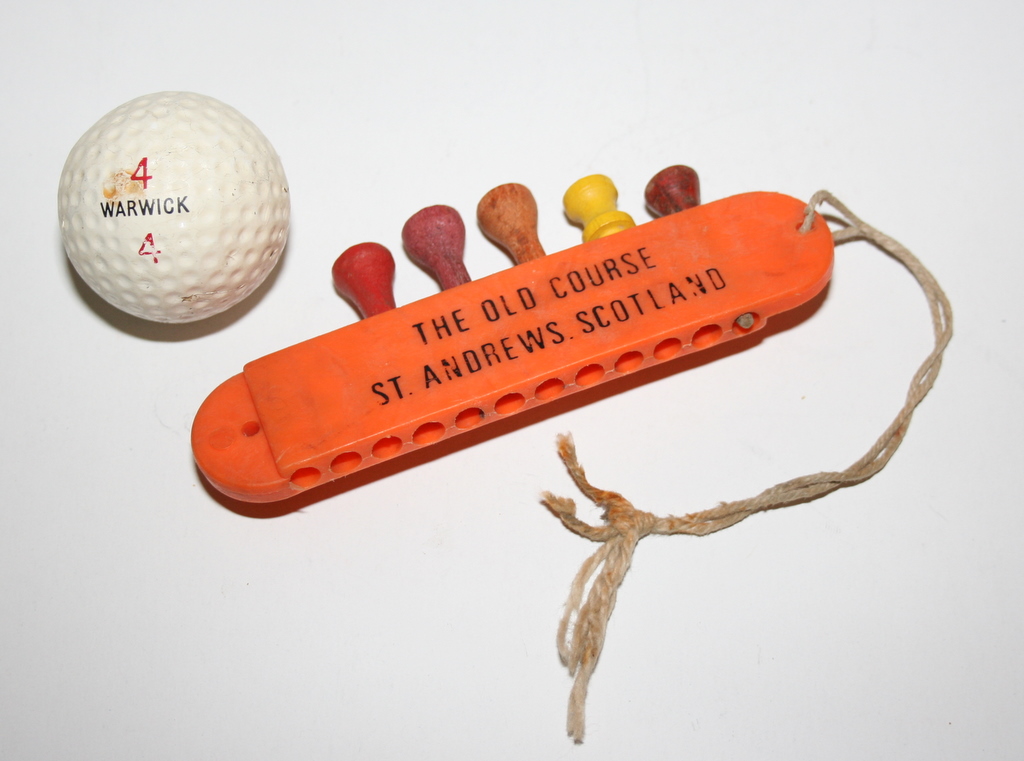 4
WARWICK
4
THE OLD COURSE
ST. ANDREWS. SCOTLAND